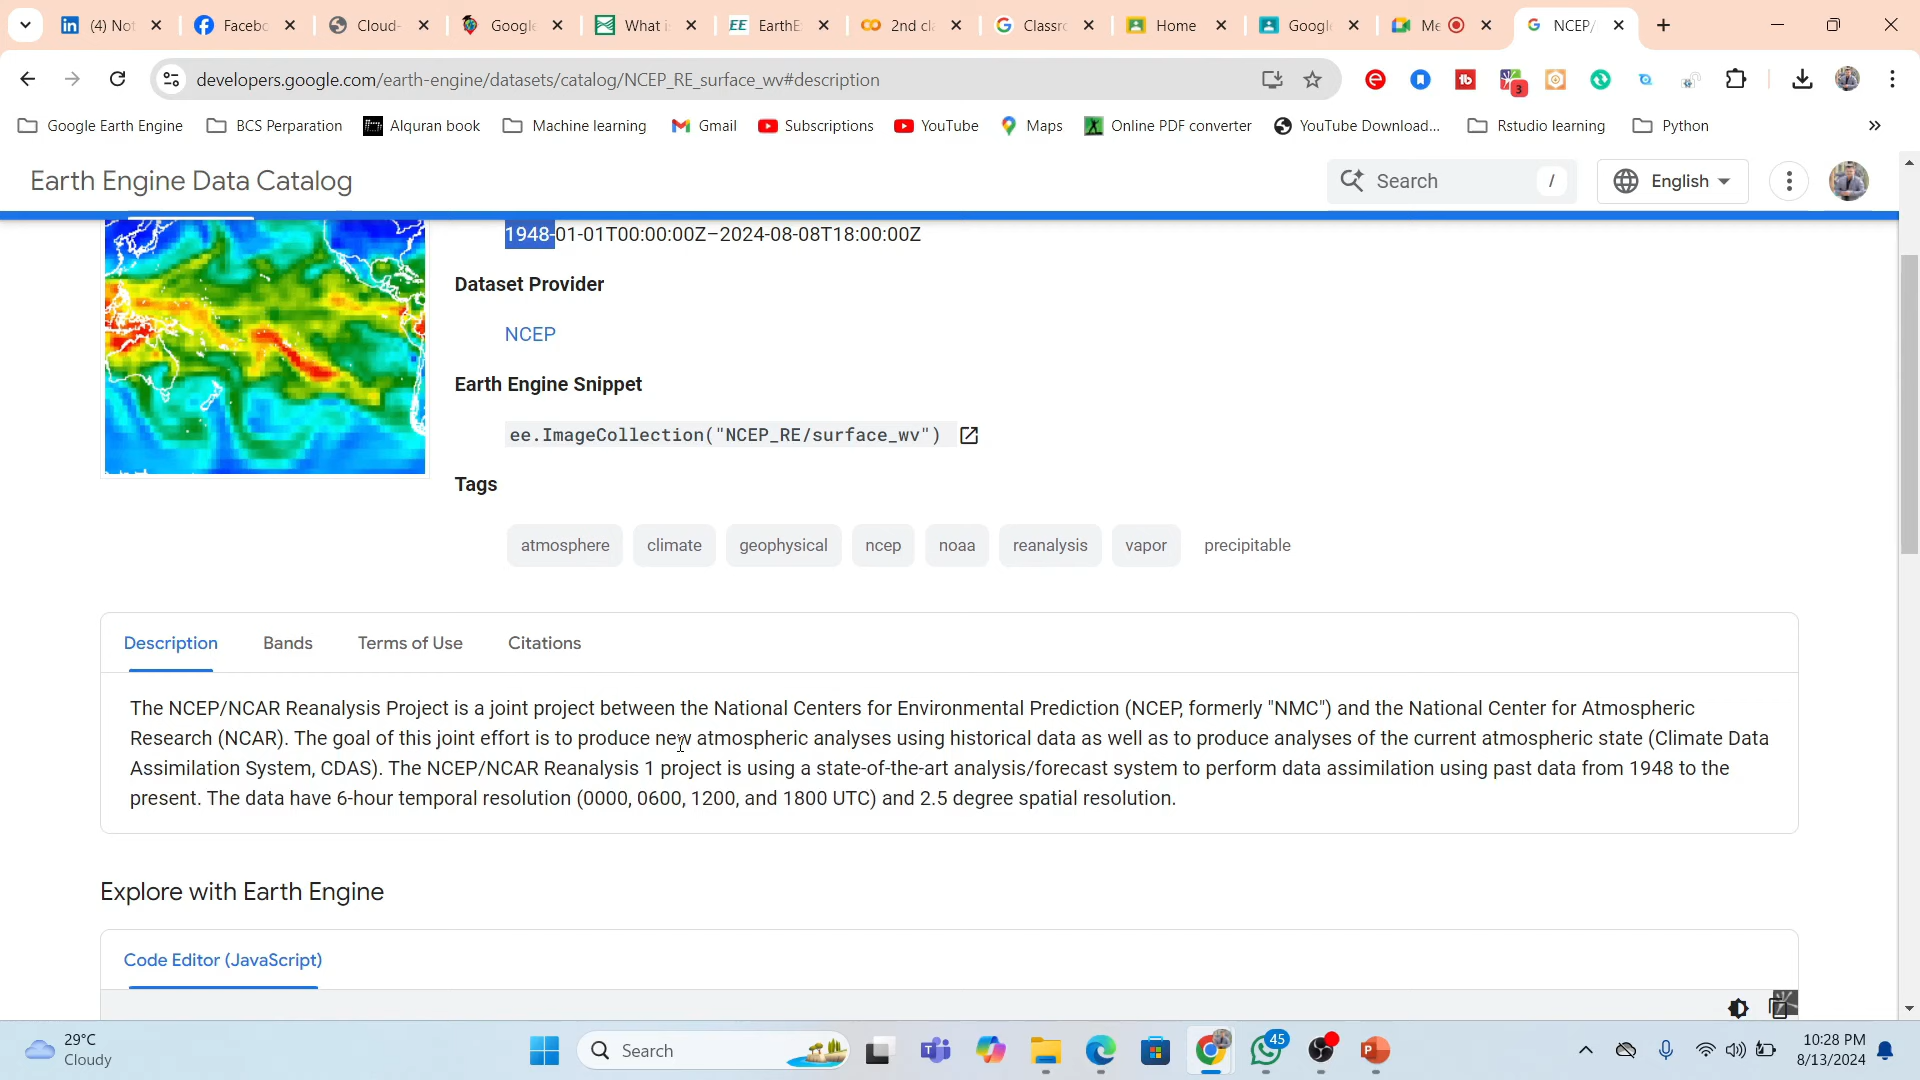 (4) Not
Facebo
Cloud-
Google
What i
EE EarthE
2nd cl
Classr
Home
Google
Me
NCEP/
developers.google.com/earth-engine/datasets/catalog/NCEP_RE_surface_wv#description
3
Google Earth Engine
BCS Perparation
Alquran book
Machine learning
Gmail
Subscriptions
YouTube
Maps
Online PDF converter
YouTube Download...
Rstudio learning
Python
»
Earth Engine Data Catalog
Search
/
English
1948-01-01T00:00:00Z–2024-08-08T18:00:00Z
Dataset Provider
NCEP
Earth Engine Snippet
ee.ImageCollection("NCEP_RE/surface_wv")
Tags
atmosphere climate geophysical ncep noaa reanalysis vapor precipitable
Description Bands Terms of Use Citations
The NCEP/NCAR Reanalysis Project is a joint project between the National Centers for Environmental Prediction (NCEP, formerly "NMC") and the National Center for Atmospheric
Research (NCAR). The goal of this joint effort is to produce new atmospheric analyses using historical data as well as to produce analyses of the current atmospheric state (Climate Data
Assimilation System, CDAS). The NCEP/NCAR Reanalysis 1 project is using a state-of-the-art analysis/forecast system to perform data assimilation using past data from 1948 to the
present. The data have 6-hour temporal resolution (0000, 0600, 1200, and 1800 UTC) and 2.5 degree spatial resolution.
Explore with Earth Engine
Code Editor (JavaScript)
29°C
Cloudy
Search
45
10:28 PM
8/13/2024